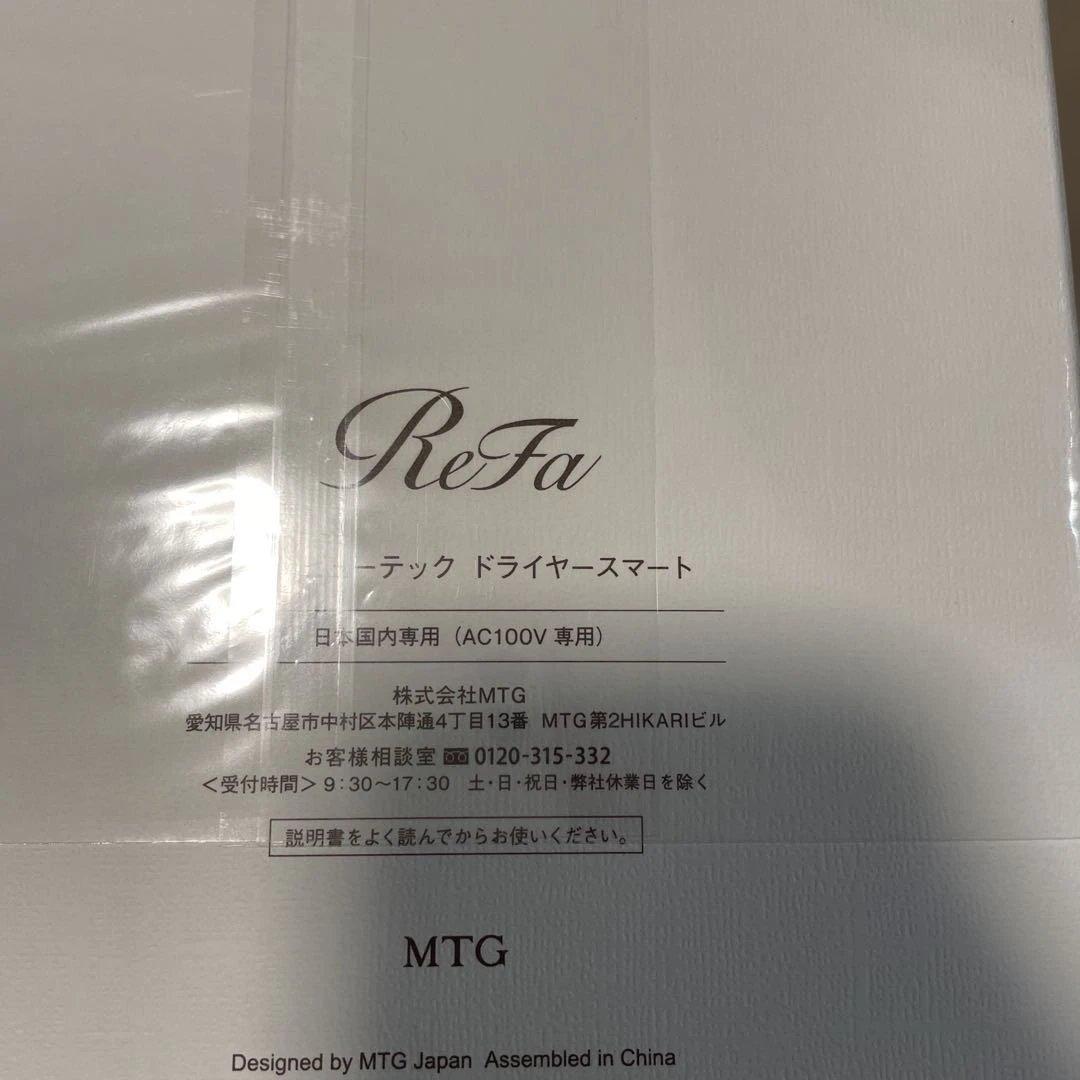 ReFa
ーテック ドライヤースマート
日本国内専用（AC100V 専用）
株式会社MTG
愛知県名古屋市中村区本陣通4丁目13番 MTG第2HIKARIビル
お客様相談室 0120-315-332
＜受付時間＞9:30〜17:30 土・日・祝日・弊社休業日を除く
説明書をよく読んでからお使いください。
MTG
Designed by MTG Japan Assembled in China